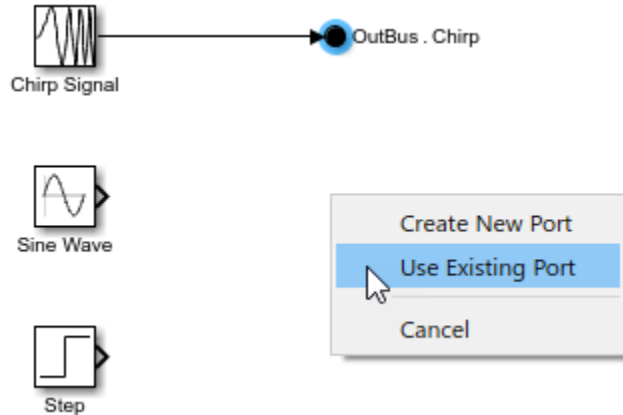 OutBus . Chirp
Chirp Signal
Sine Wave
Create New Port
Use Existing Port
Cancel
Step